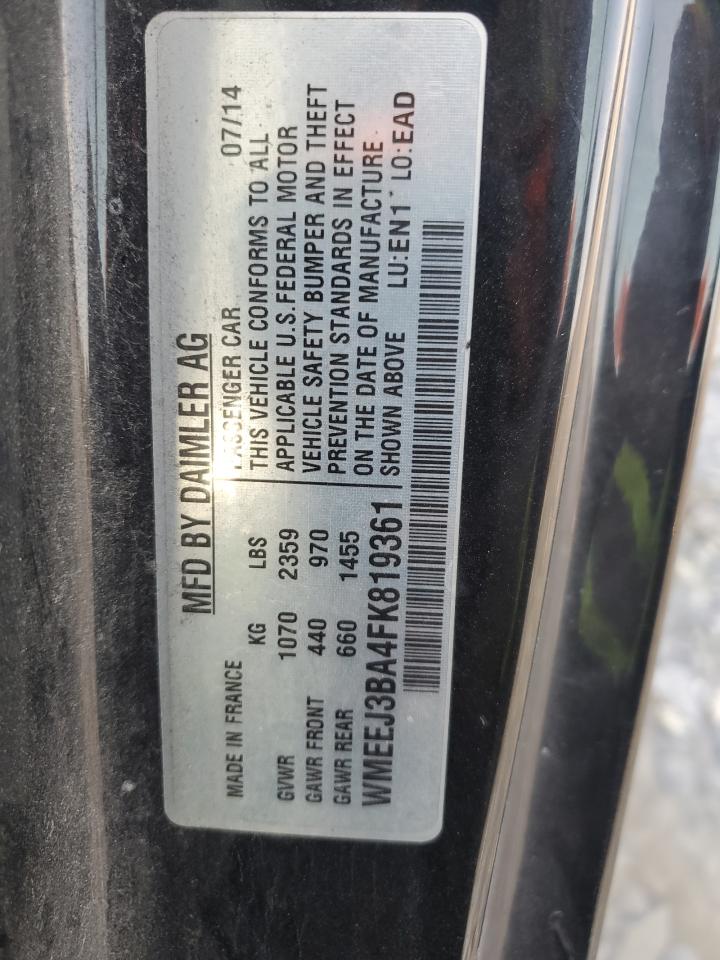 MFD BY DAIMLER AG
MADE IN FRANCE PASSENGER CAR 07/14
KG LBS THIS VEHICLE CONFORMS TO ALL
GVWR 1070 2359 APPLICABLE U.S.FEDERAL MOTOR
GAWR FRONT 440 970 VEHICLE SAFETY BUMPER AND THEFT
GAWR REAR 660 1455 PREVENTION STANDARDS IN EFFECT
ON THE DATE OF MANUFACTURE
WMEEJ3BA4FK819361 SHOWN ABOVE LU:EN1 LO:EAD